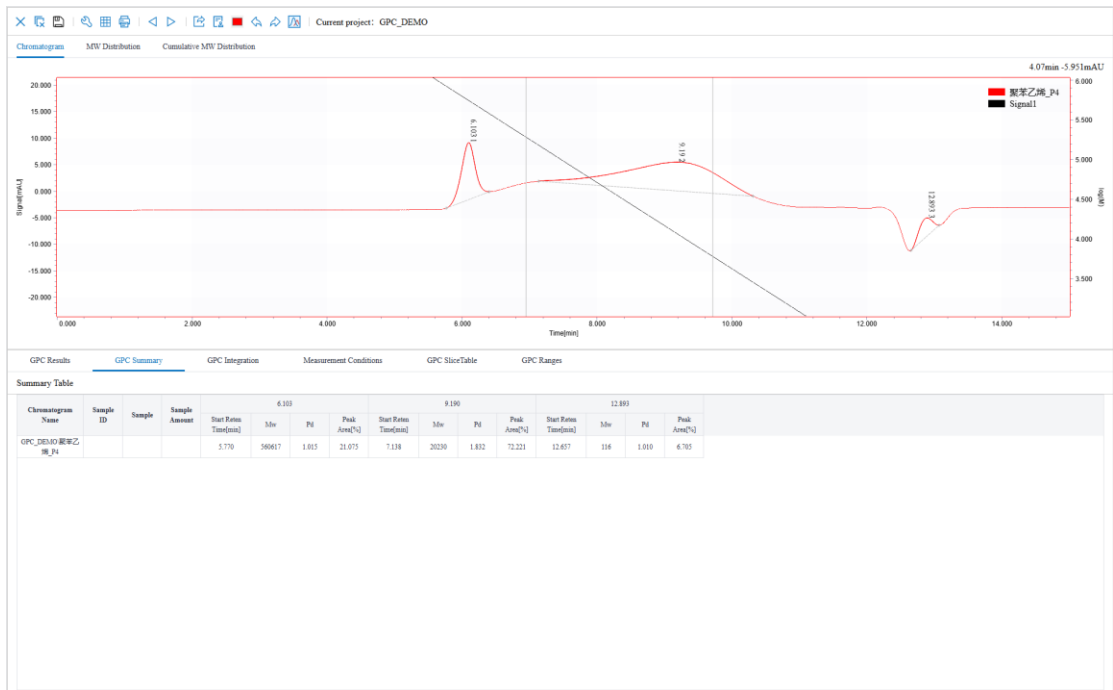 Current project: GPC_DEMO
Chromatogram MW Distribution Cumulative MW Distribution
4.07min -5.951mAU
聚苯乙烯_P4
Signal1
6.103 1
9.19 2
12.893 3
20.000
15.000
10.000
5.000
0.000
-5.000
-10.000
-15.000
-20.000
Signal[mAU]
6.000
5.500
5.000
4.500
4.000
3.500
log(M)
0.000 2.000 4.000 6.000 8.000 10.000 12.000 14.000
Time[min]
GPC Results GPC Summary GPC Integration Measurement Conditions GPC SliceTable GPC Ranges
Summary Table
Chromatogram Name Sample ID Sample Sample Amount 6.103 9.190 12.893
Start Reten Time[min] Mw Pd Peak Area[%] Start Reten Time[min] Mw Pd Peak Area[%] Start Reten Time[min] Mw Pd Peak Area[%]
GPC_DEMO\聚苯乙烯_P4 5.770 560617 1.015 21.075 7.138 20230 1.832 72.221 12.657 116 1.010 6.705